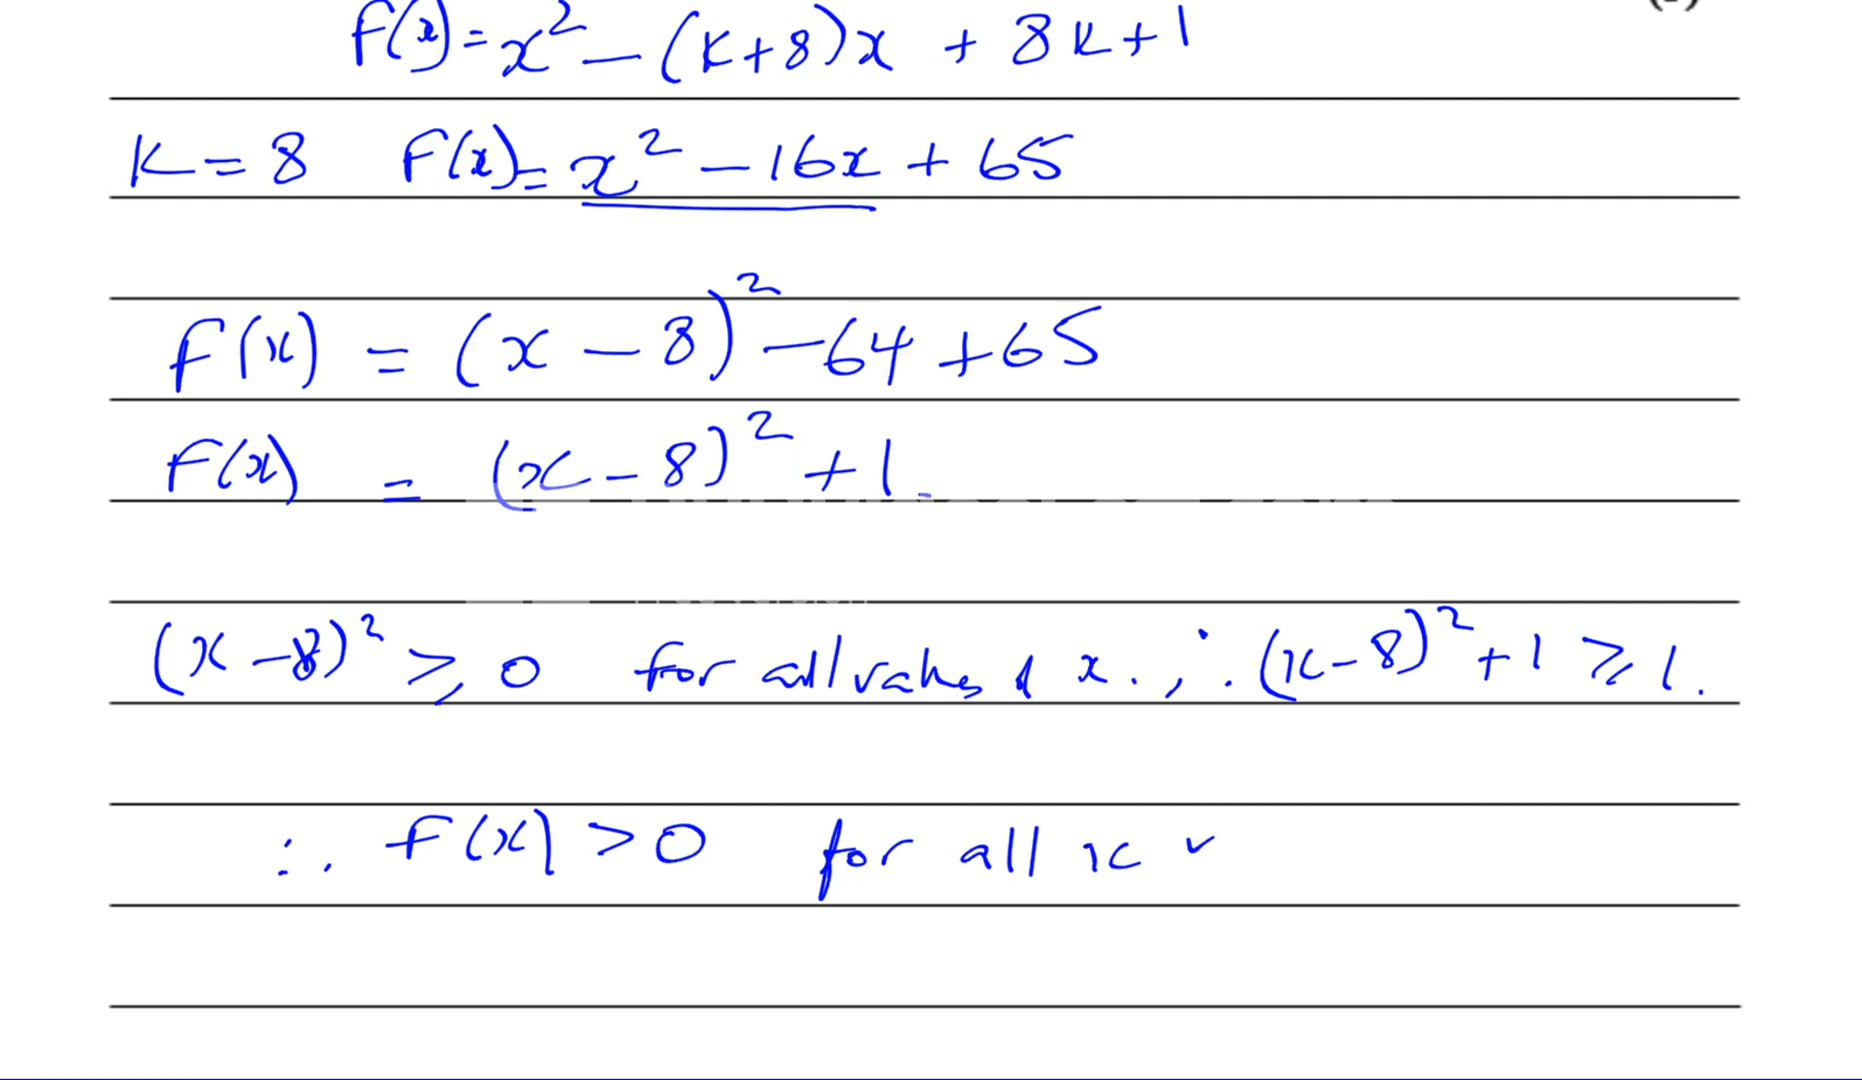 f(x) = x² - (k+8)x + 8k+1
K = 8 f(x) = x² - 16x + 65
f(x) = (x - 8)² - 64 + 65
f(x) = (x - 8)² + 1.
(x - 8)² ≥ 0 for all values of x. ∴ (x - 8)² + 1 ≥ 1.
∴ f(x) > 0 for all x